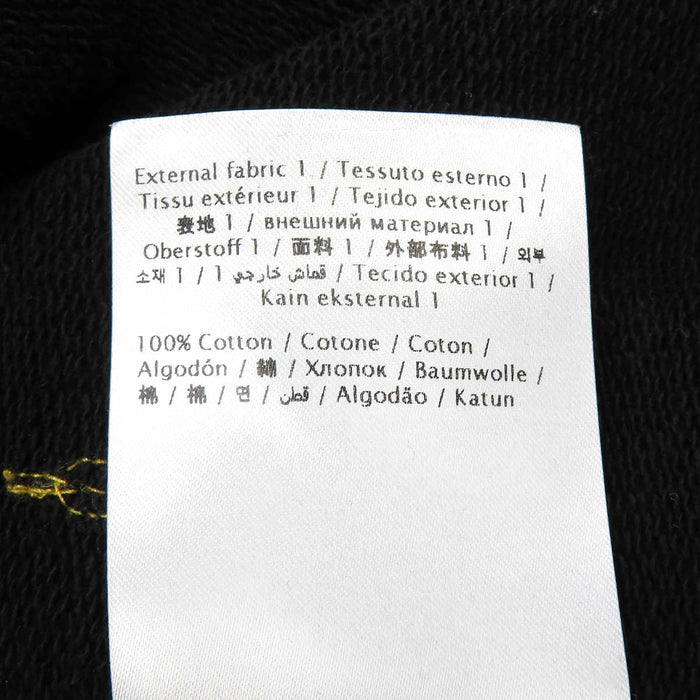 External fabric 1 / Tessuto esterno 1 /
Tissu extérieur 1 / Tejido exterior 1 /
表地 1 / внешний материал 1 /
Oberstoff 1 / 面料 1 / 外部布料 1 / 외부
소재 1 / قماش خارجي 1 / Tecido exterior 1 /
Kain eksternal 1
100% Cotton / Cotone / Coton /
Algodón / 綿 / Хлопок / Baumwolle /
棉 / 棉 / 면 / قطن / Algodão / Katun